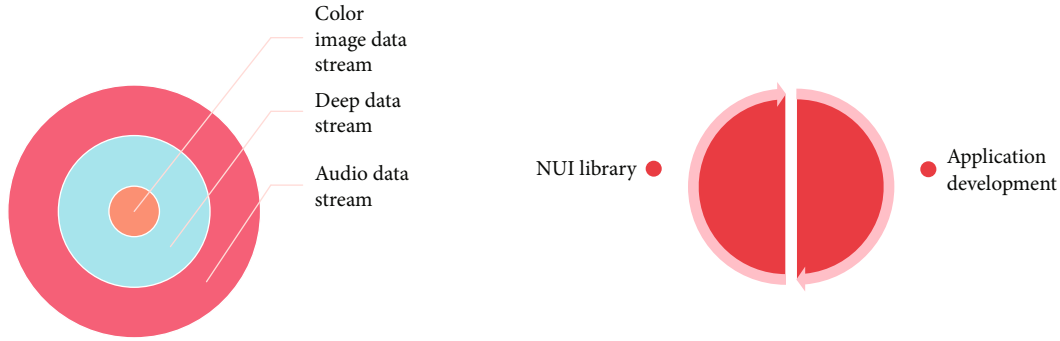 Color
image data
stream
Deep data
stream
Audio data
stream
NUI library
Application
development